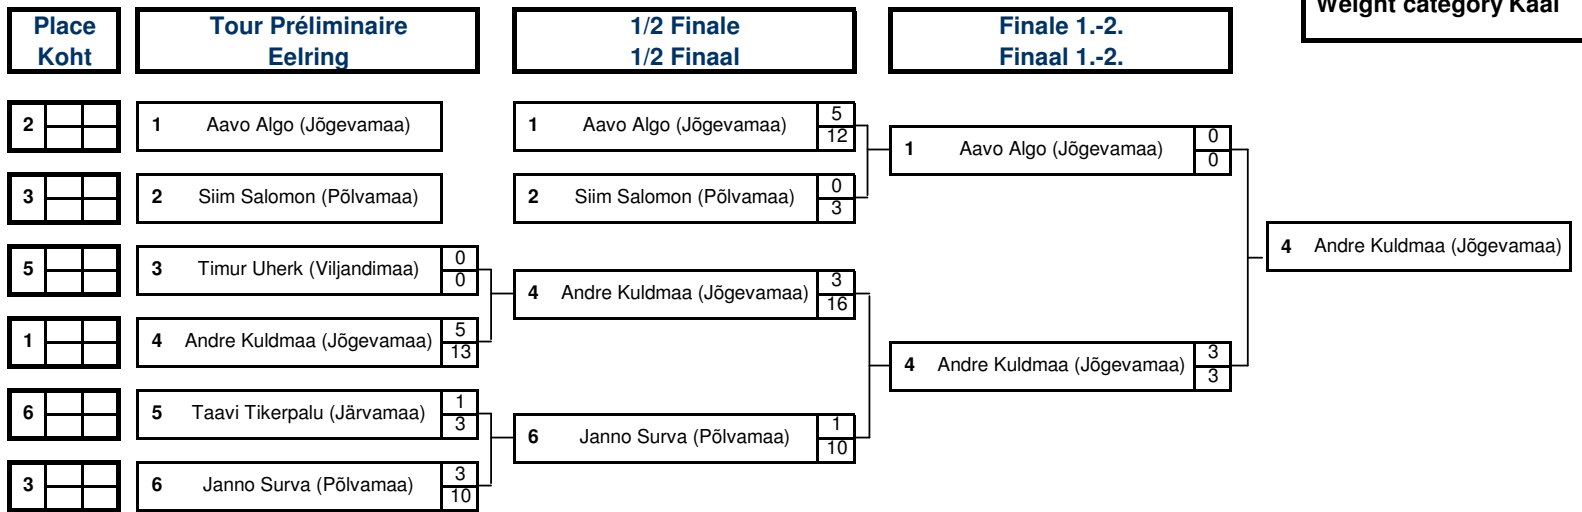 Weight category Kaal
Place
Koht
Tour Préliminaire
Eelring
1/2 Finale
1/2 Finaal
Finale 1.-2.
Finaal 1.-2.
2
1 Aavo Algo (Jõgevamaa)
1 Aavo Algo (Jõgevamaa) 5
12
1 Aavo Algo (Jõgevamaa) 0
0
3
2 Siim Salomon (Põlvamaa)
2 Siim Salomon (Põlvamaa) 0
3
4 Andre Kuldmaa (Jõgevamaa)
5
3 Timur Uherk (Viljandimaa) 0
0
4 Andre Kuldmaa (Jõgevamaa) 3
16
1
4 Andre Kuldmaa (Jõgevamaa) 5
13
4 Andre Kuldmaa (Jõgevamaa) 3
3
6
5 Taavi Tikerpalu (Järvamaa) 1
3
6 Janno Surva (Põlvamaa) 1
10
3
6 Janno Surva (Põlvamaa) 3
10